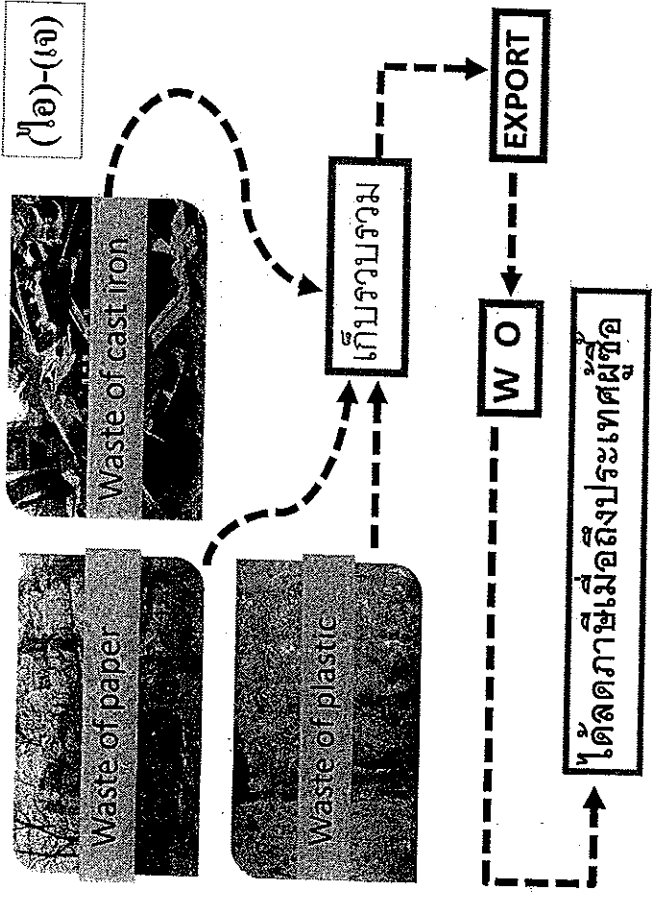 (ไอ)-(เจ)
Waste of paper
Waste of cast iron
Waste of plastic
เก็บรวบรวม
EXPORT
W O
ได้ลดภาษีเมื่อถึงประเทศผู้ซื้อ